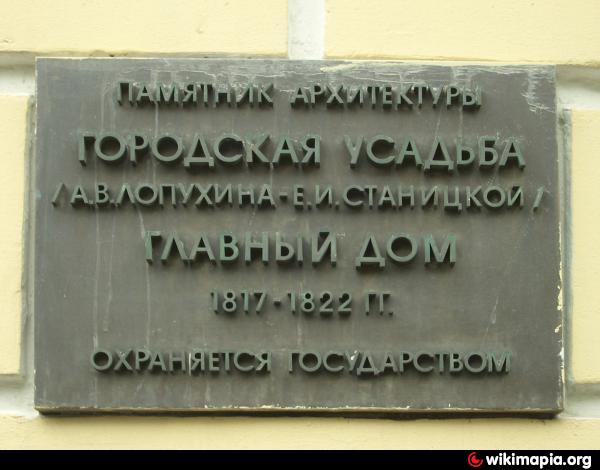 ПАМЯТНИК АРХИТЕКТУРЫ
ГОРОДСКАЯ УСАДЬБА
/А.В.ЛОПУХИНА-Е.И.СТАНИЦКОЙ/
ГЛАВНЫЙ ДОМ
1817-1822 ГГ.
ОХРАНЯЕТСЯ ГОСУДАРСТВОМ
wikimapia.org